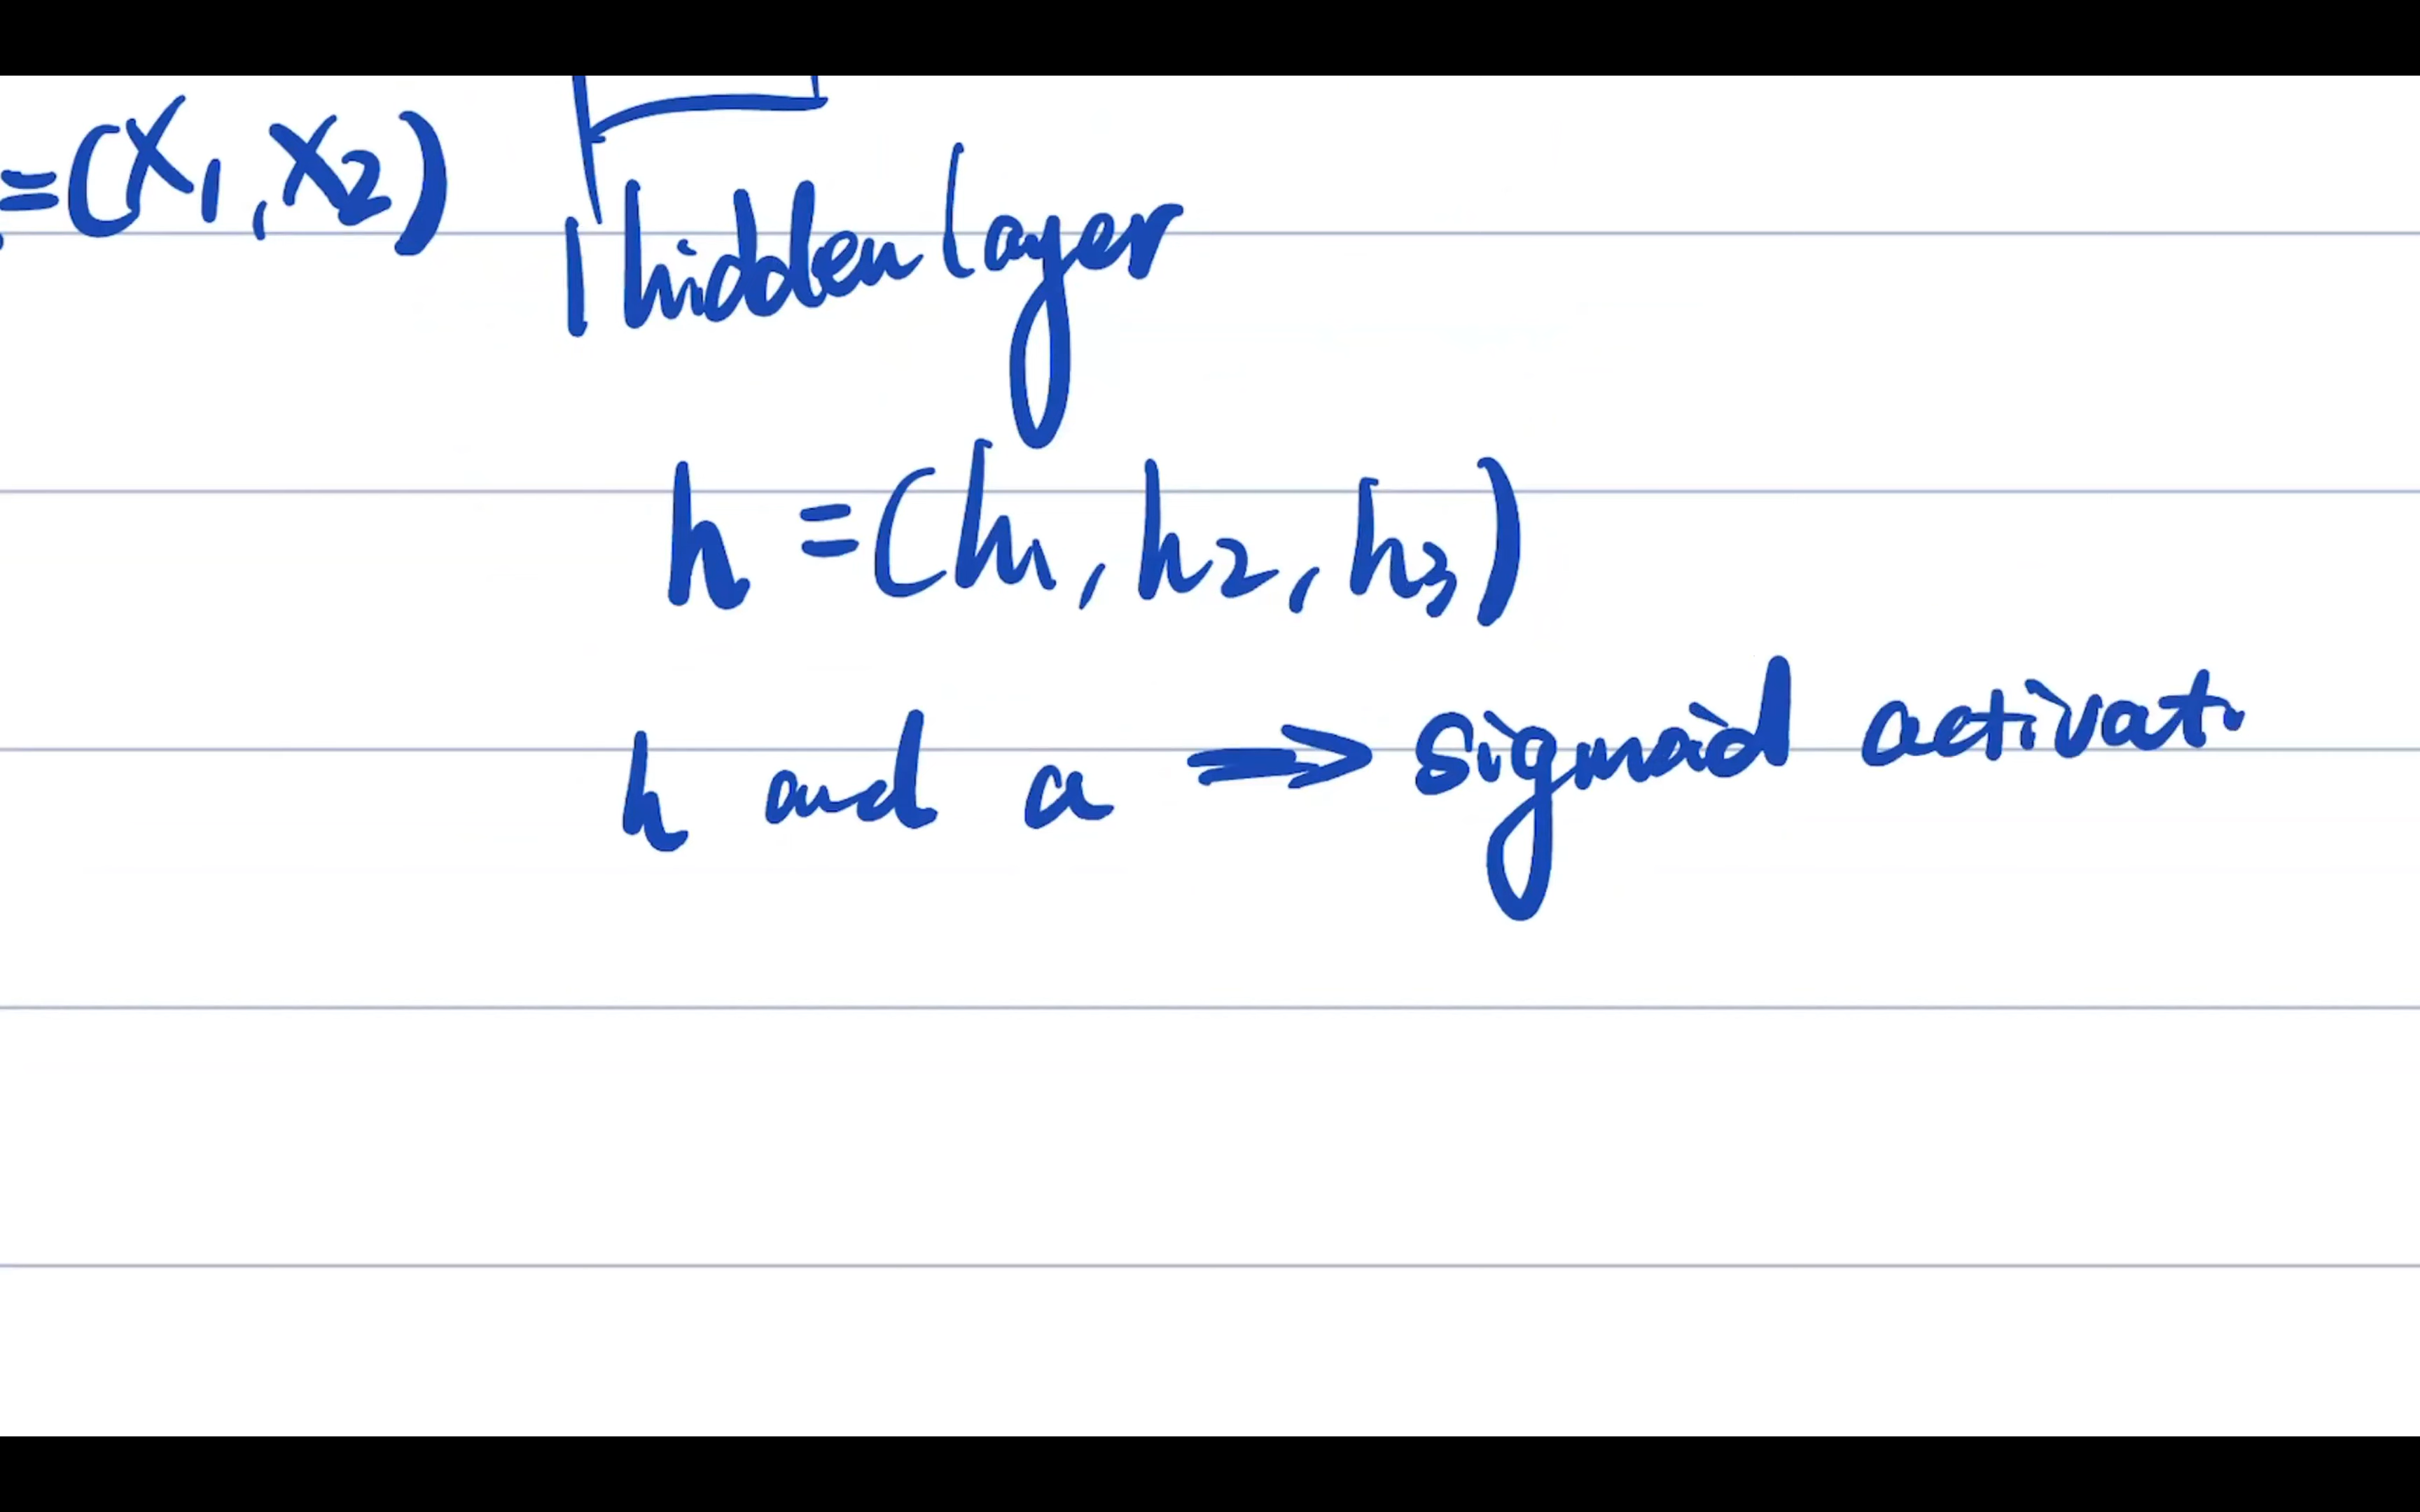 =(x1,x2)
1 hidden layer
h =(h1,h2,h3)
h and a ⇒ sigmoid activat